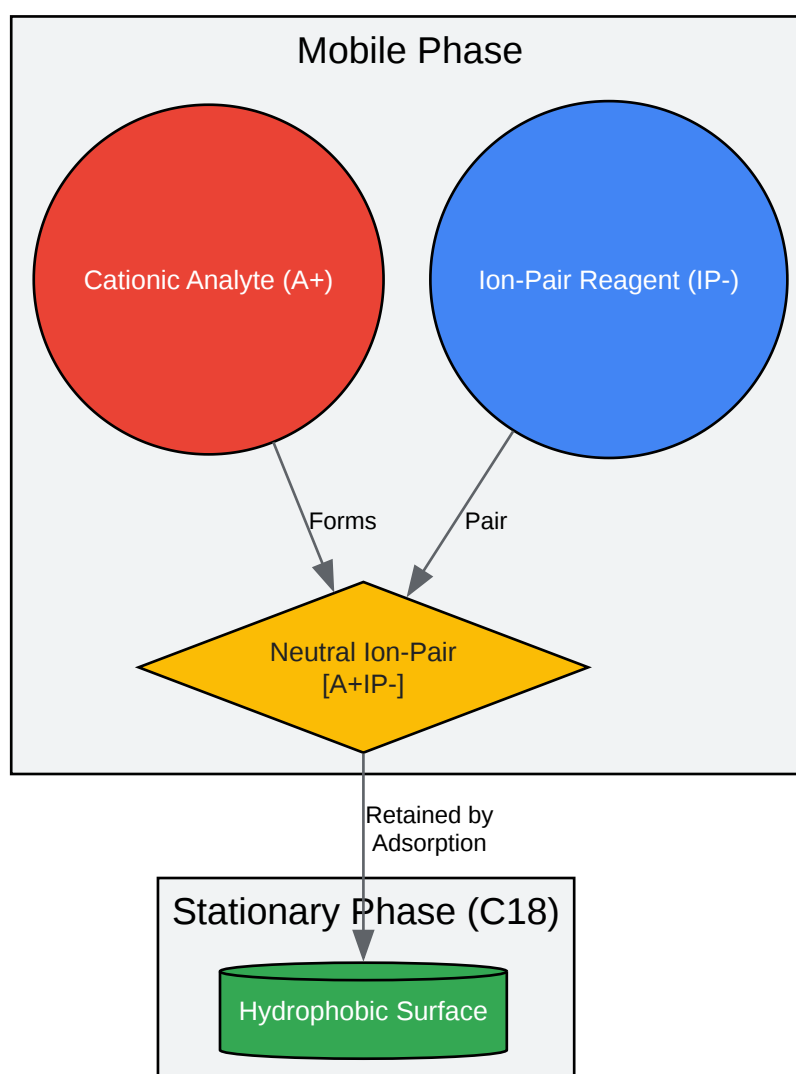 Mobile Phase
Cationic Analyte (A+)
Ion-Pair Reagent (IP-)
Forms
Pair
Neutral Ion-Pair
[A+IP-]
Retained by
Adsorption
Stationary Phase (C18)
Hydrophobic Surface